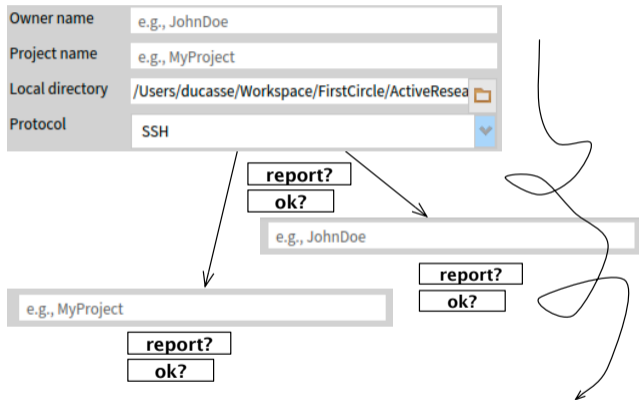 Owner name
e.g., JohnDoe
Project name
e.g., MyProject
Local directory
/Users/ducasse/Workspace/FirstCircle/ActiveResea
Protocol
SSH
report?
ok?
e.g., JohnDoe
report?
ok?
e.g., MyProject
report?
ok?